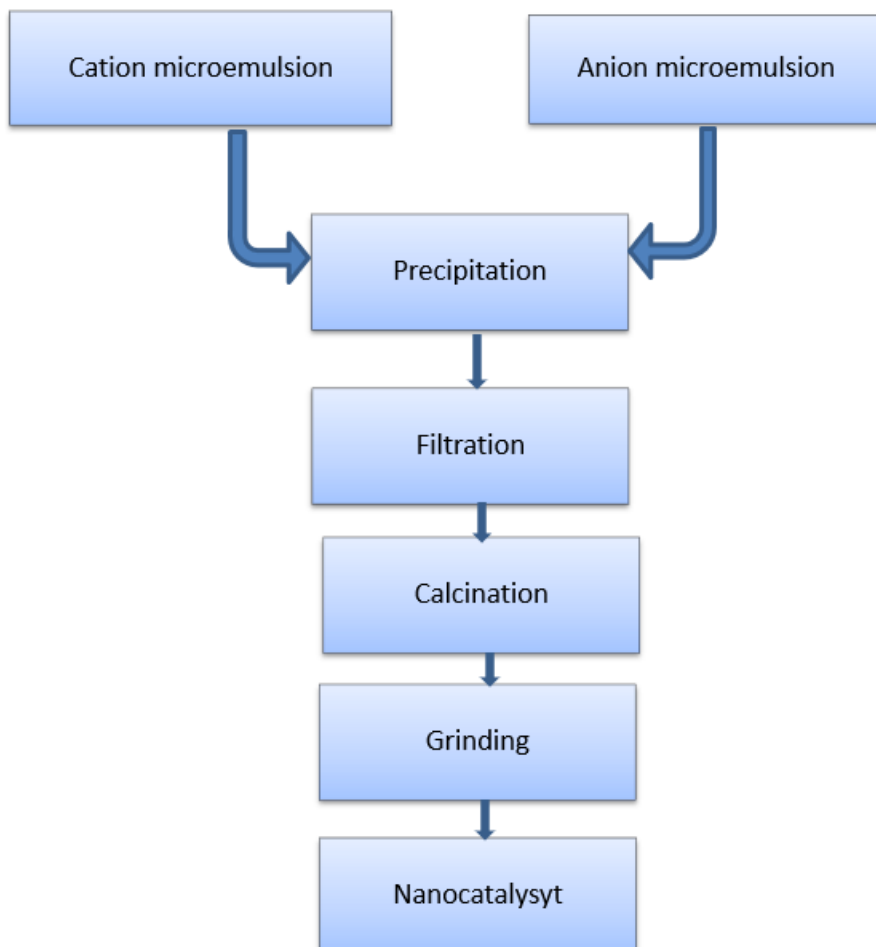 Cation microemulsion
Anion microemulsion
Precipitation
Filtration
Calcination
Grinding
Nanocatalysyt